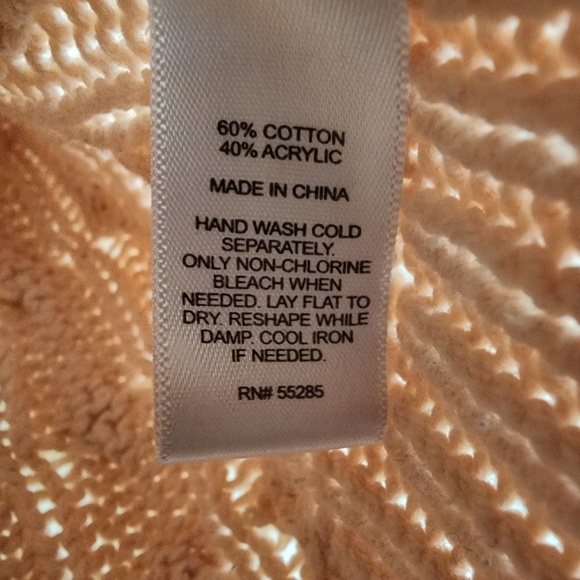 60% COTTON
40% ACRYLIC
MADE IN CHINA
HAND WASH COLD
SEPARATELY.
ONLY NON-CHLORINE
BLEACH WHEN
NEEDED. LAY FLAT TO
DRY. RESHAPE WHILE
DAMP. COOL IRON
IF NEEDED.
RN# 55285